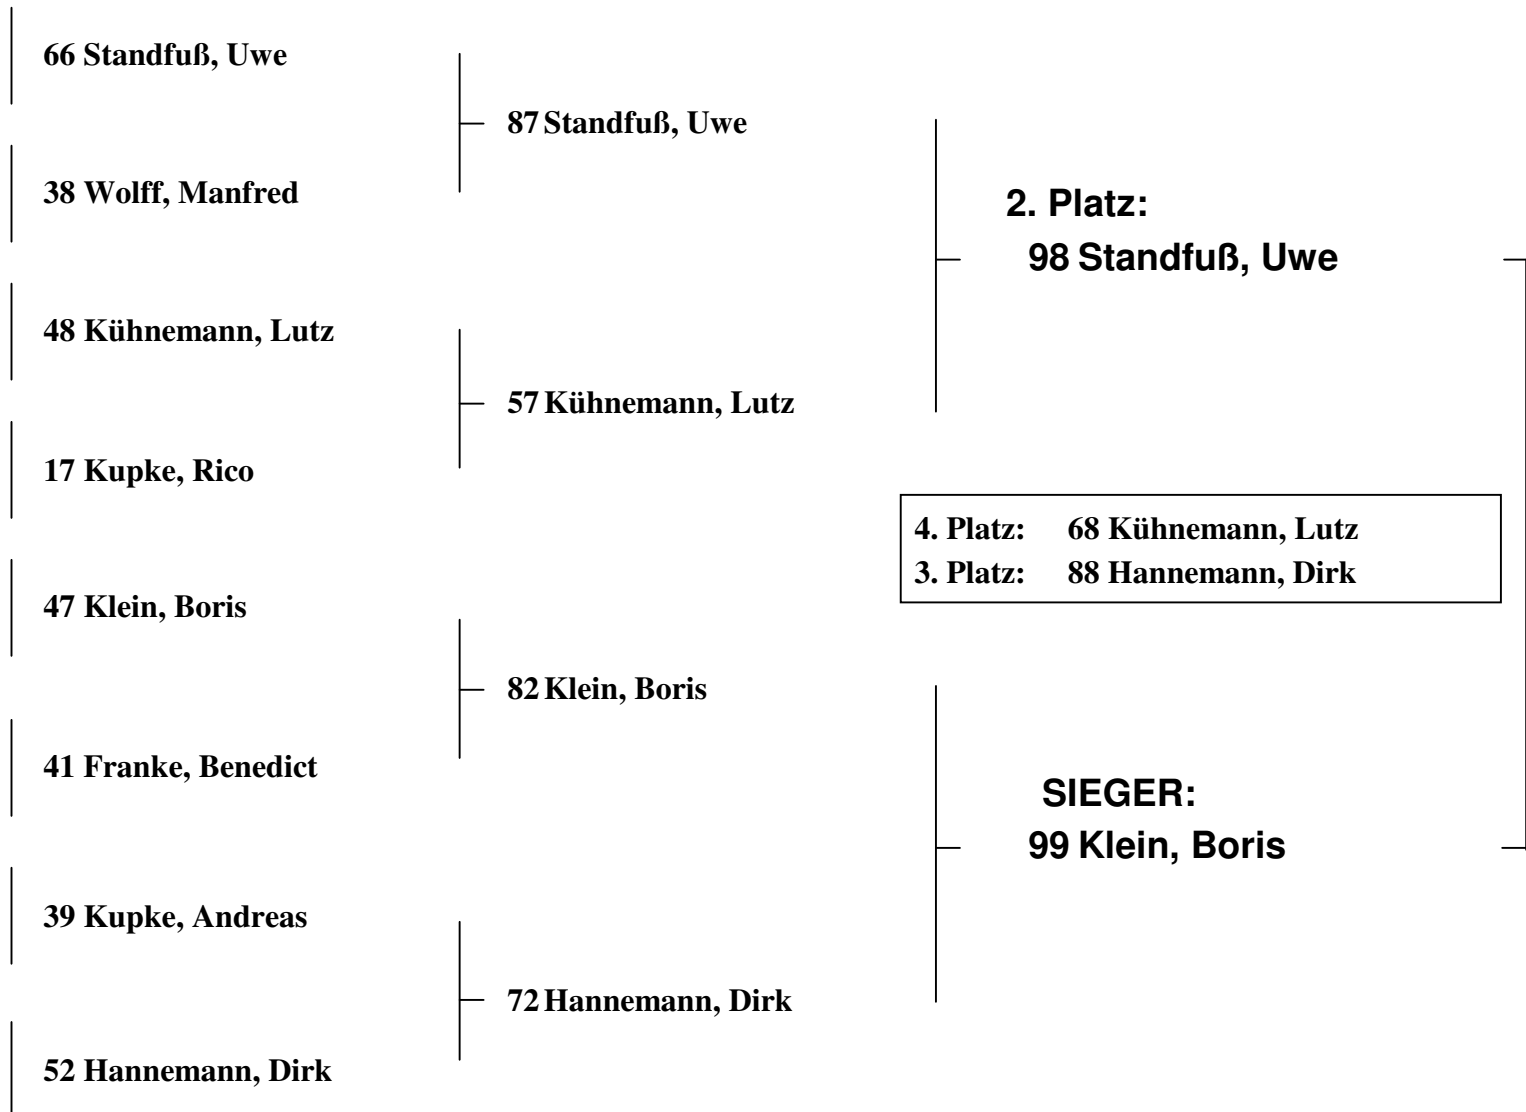 66 Standfuß, Uwe
38 Wolff, Manfred
48 Kühnemann, Lutz
17 Kupke, Rico
47 Klein, Boris
41 Franke, Benedict
39 Kupke, Andreas
52 Hannemann, Dirk
87 Standfuß, Uwe
57 Kühnemann, Lutz
82 Klein, Boris
72 Hannemann, Dirk
2. Platz:
98 Standfuß, Uwe
4. Platz: 68 Kühnemann, Lutz
3. Platz: 88 Hannemann, Dirk
SIEGER:
99 Klein, Boris